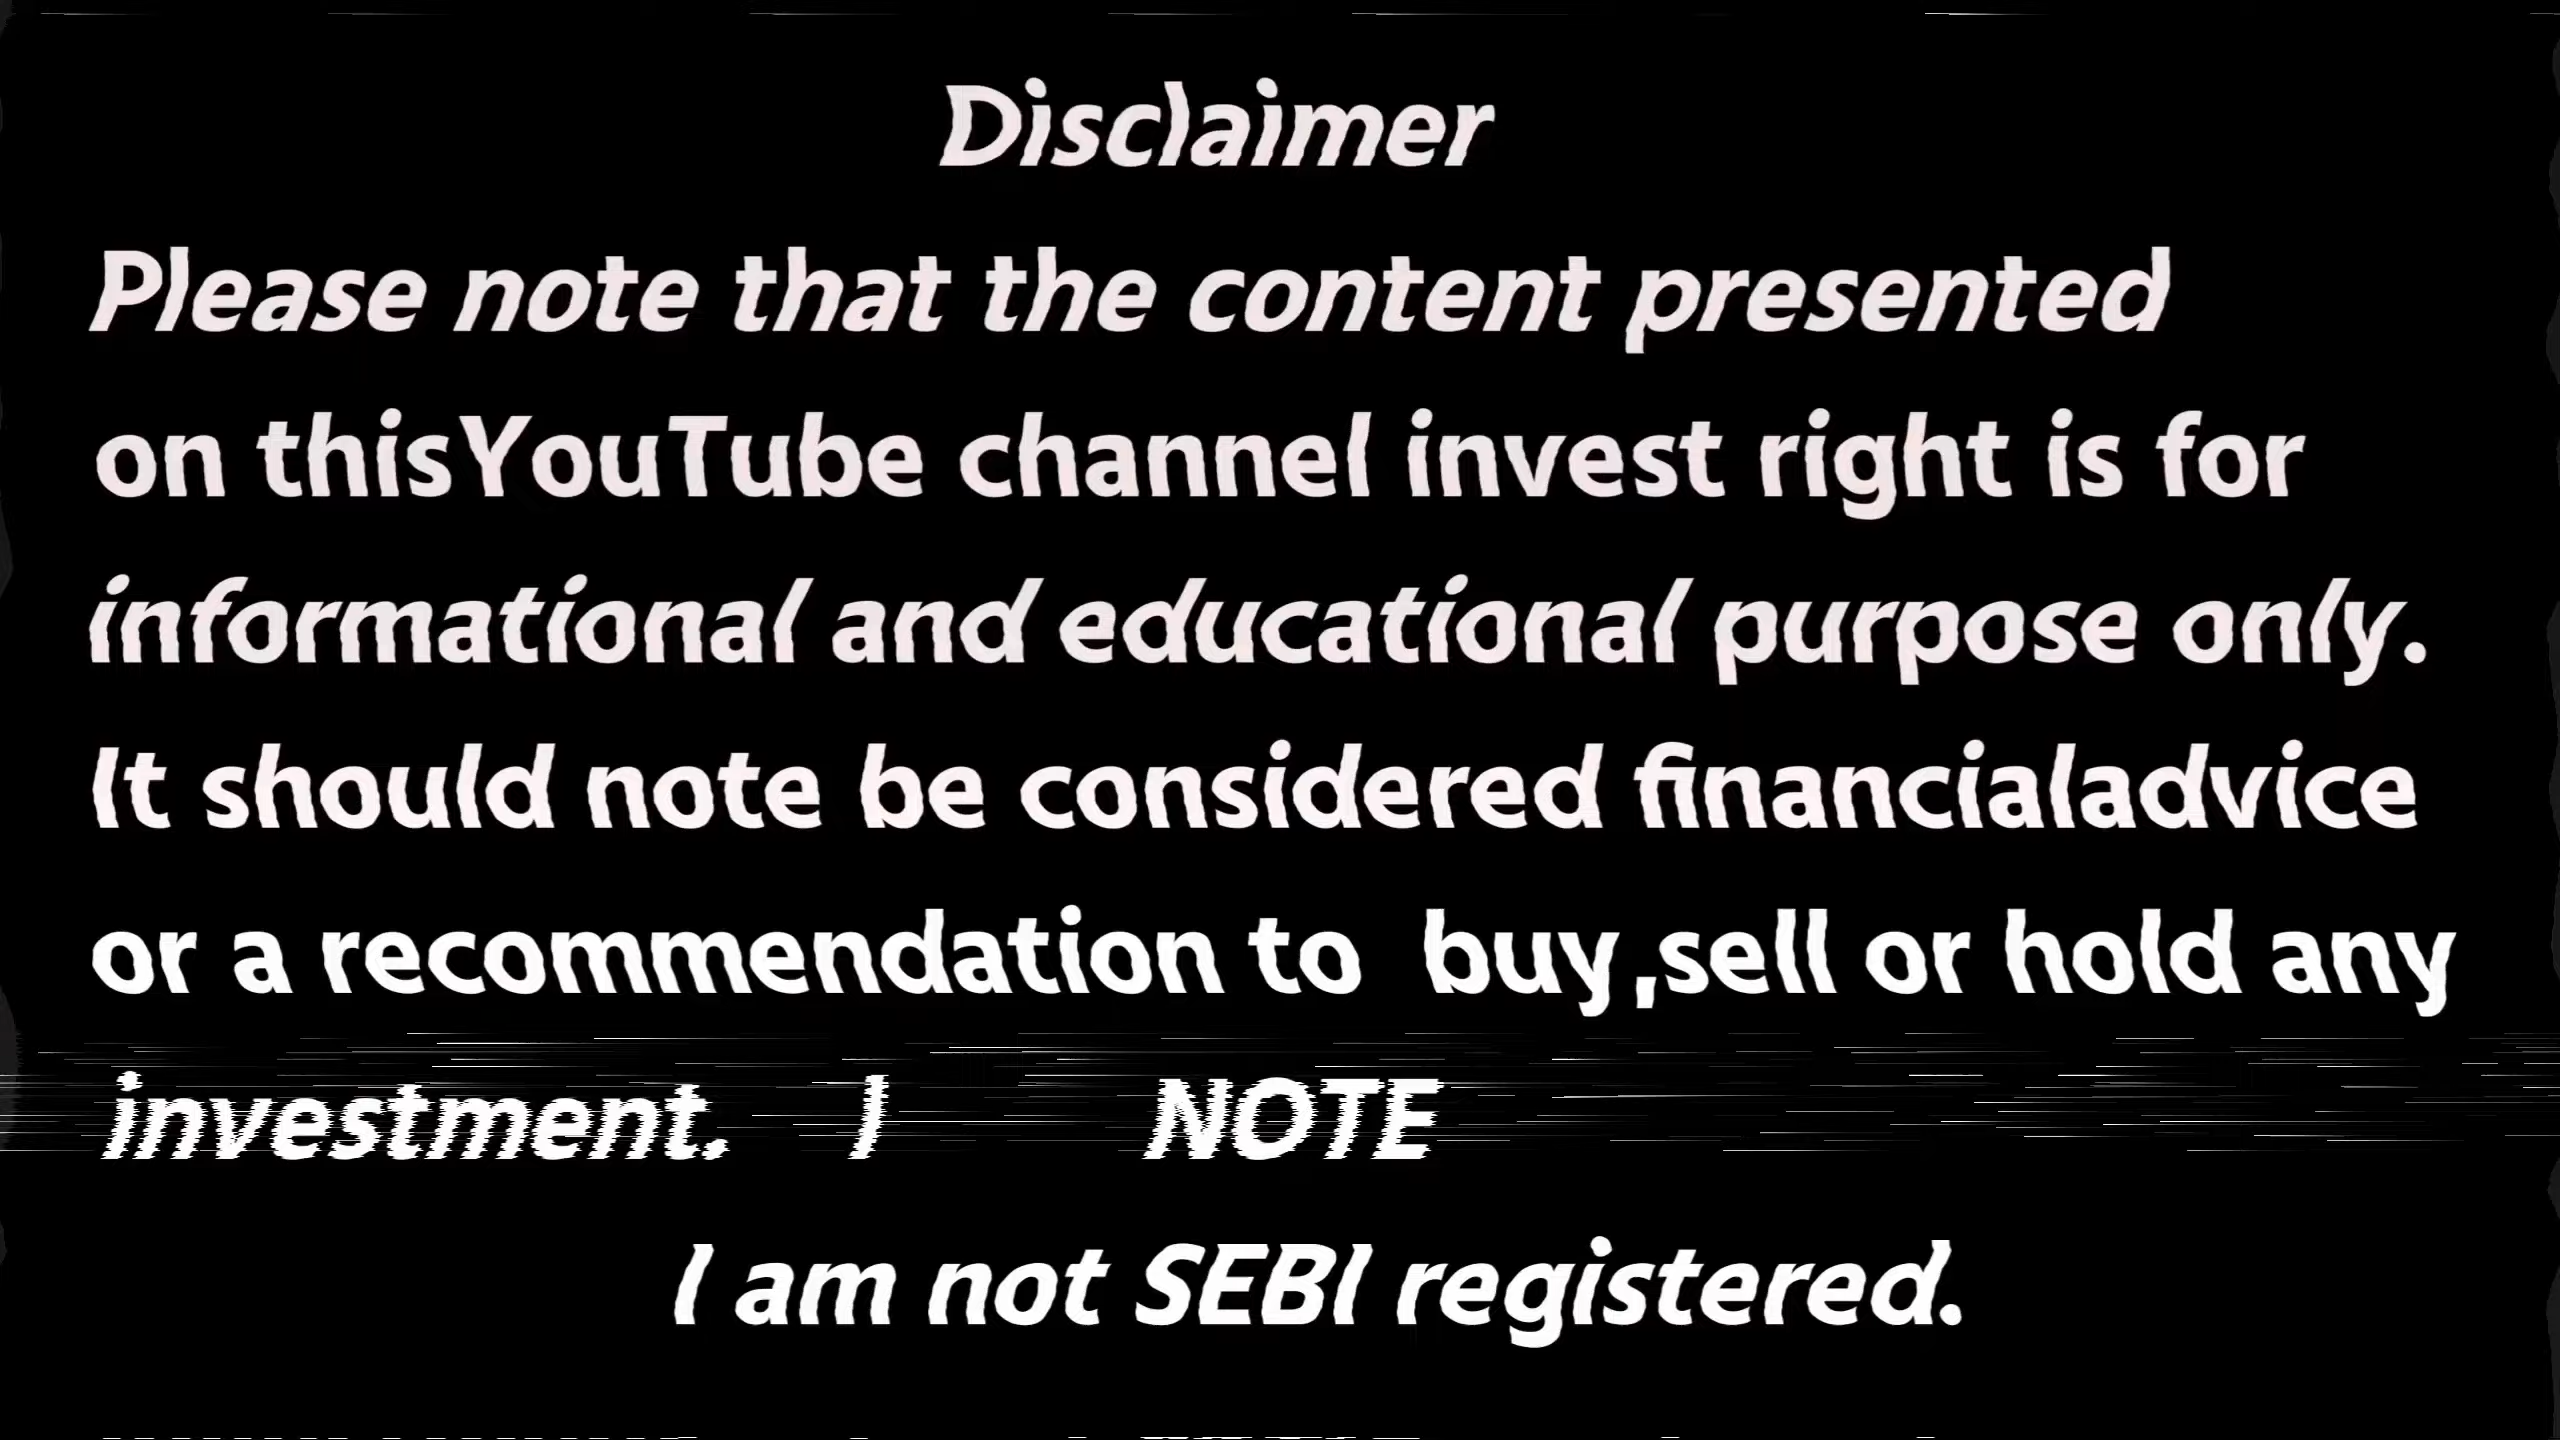 Disclaimer
Please note that the content presented
on thisYouTube channel invest right is for
informational and educational purpose only.
It should note be considered financialadvice
or a recommendation to  buy,sell or hold any
investment.    I    NOTE
I am not SEBI registered.